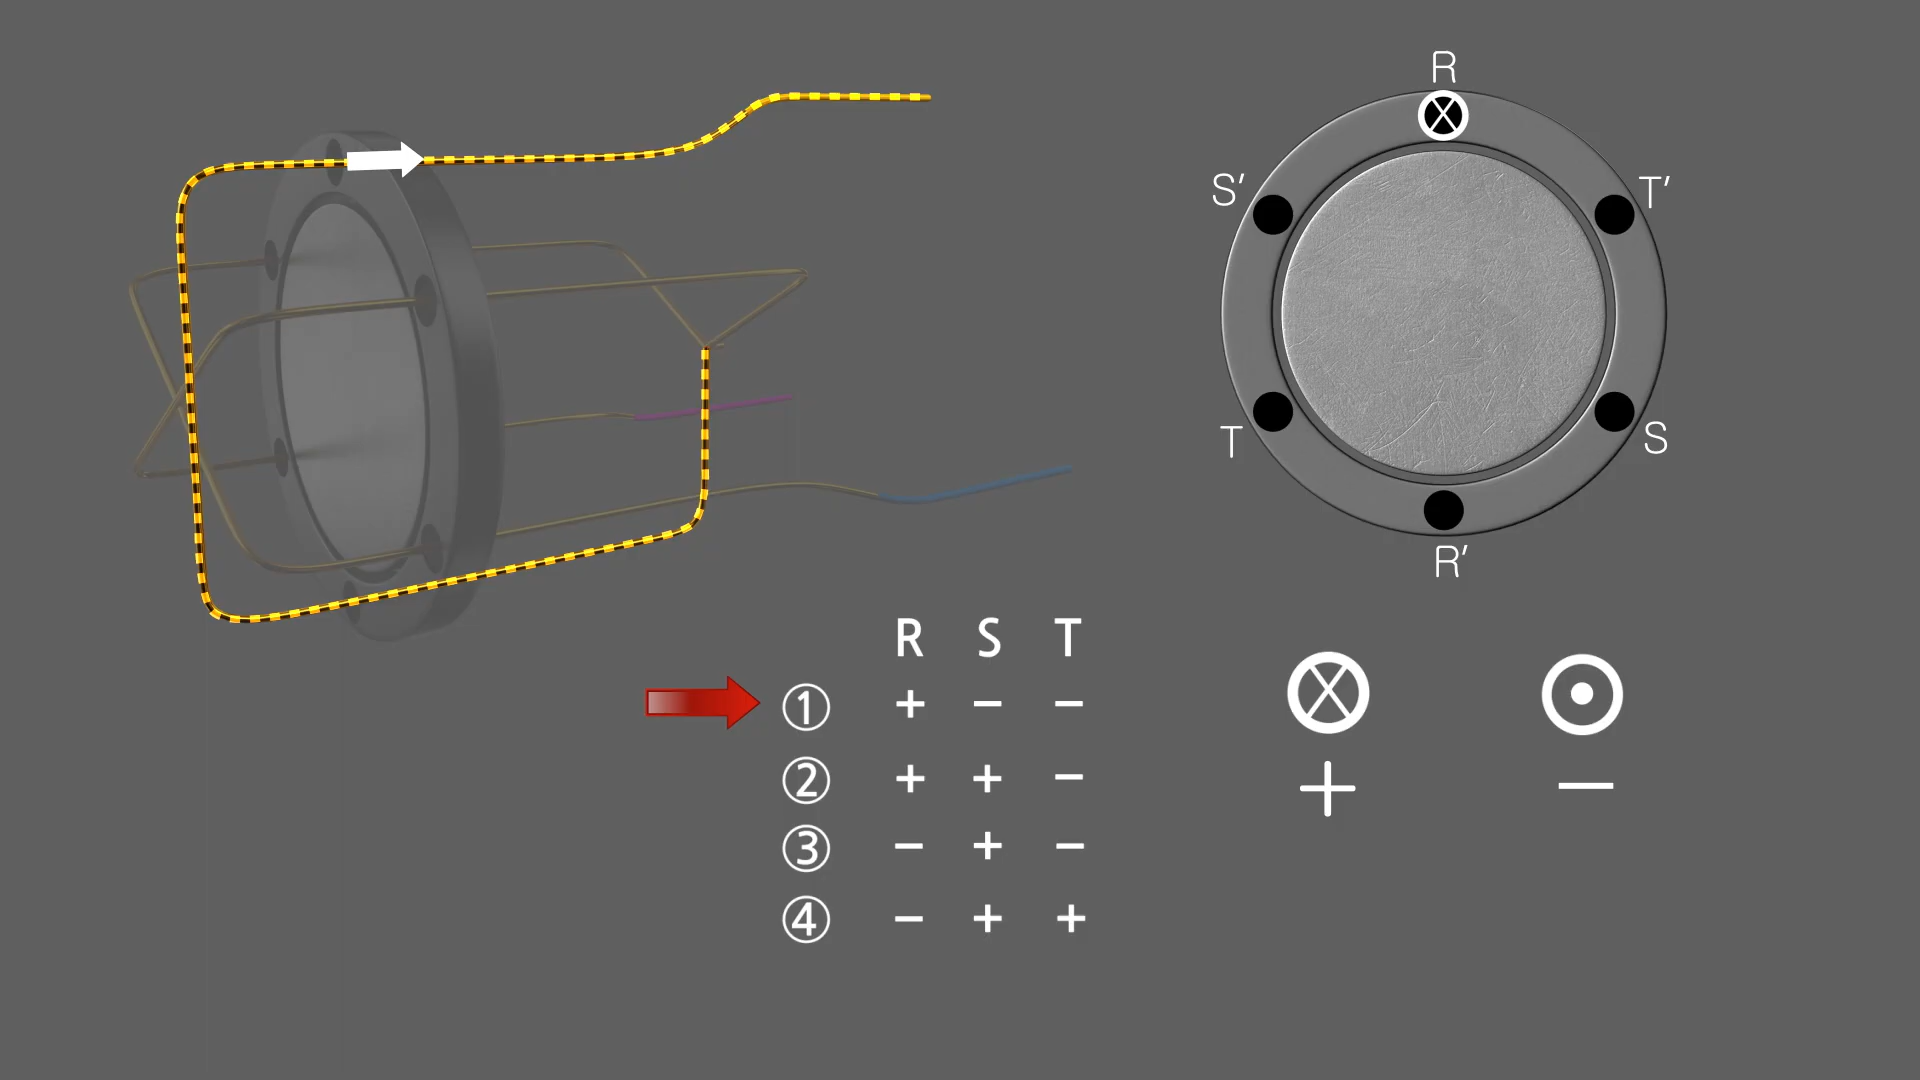 R
S′ T′
T S
R′
R S T
① + − −
② + + −
③ − + −
④ − + +
+ −